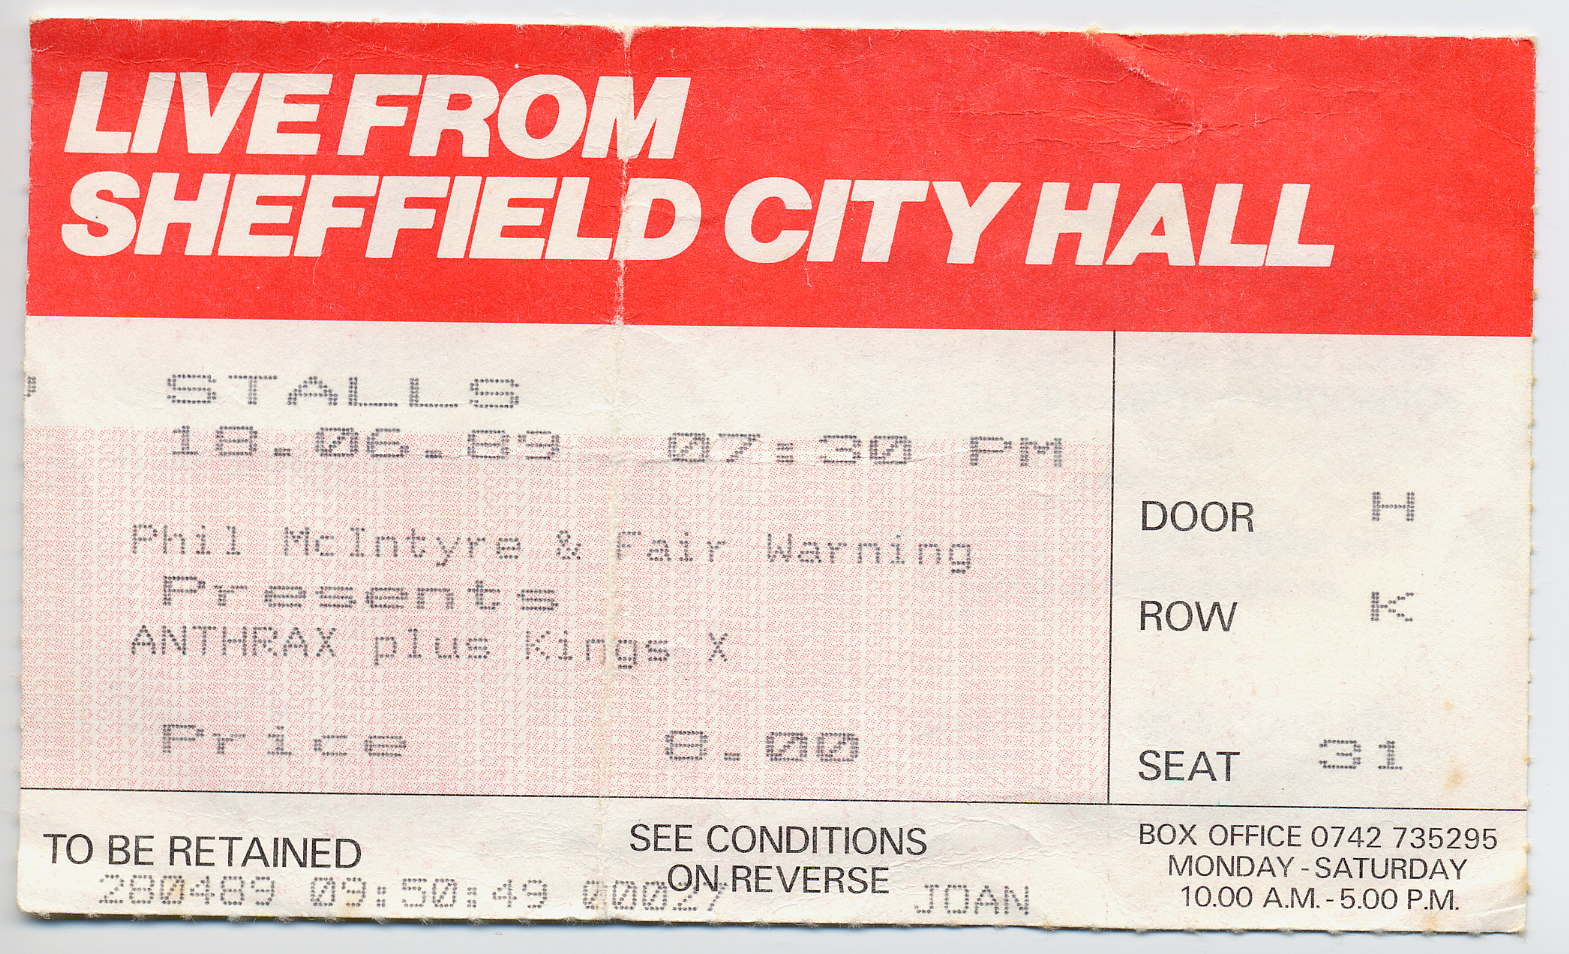 LIVE FROM
SHEFFIELD CITY HALL
STALLS
18.06.89 07:30 PM
Phil McIntyre & Fair Warning
Presents
ANTHRAX plus Kings X
Price 8.00
DOOR H
ROW K
SEAT 31
TO BE RETAINED
SEE CONDITIONS
ON REVERSE
280489 09:50:49 00027 JOAN
BOX OFFICE 0742 735295
MONDAY - SATURDAY
10.00 A.M. - 5.00 P.M.